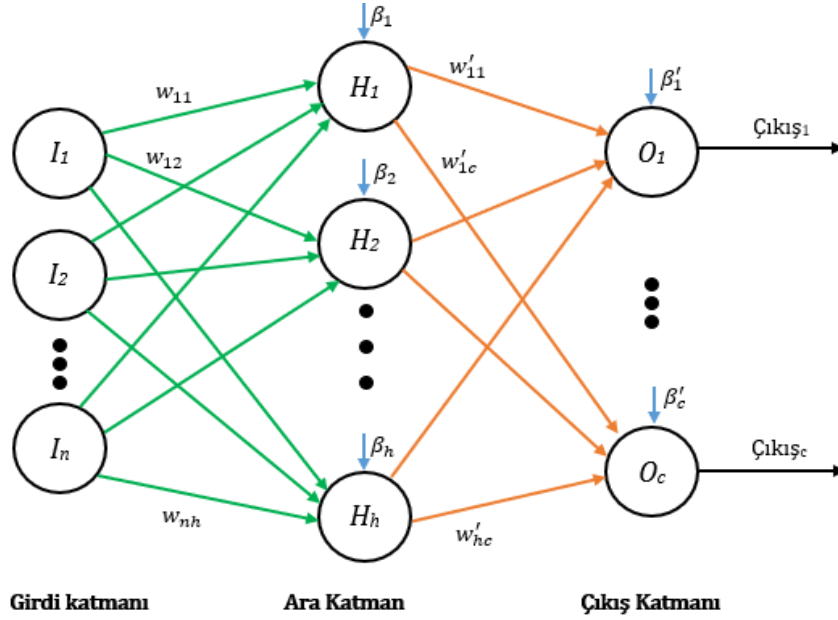 β₁
w₁₁
H₁
w′₁₁
β′₁
I₁
w₁₂
β₂
w′₁c
O₁
Çıkış₁
I₂
H₂
β′c
Iₙ
βₕ
Oc
Çıkışc
wₙₕ
Hₕ
w′ₕc
Girdi katmanı
Ara Katman
Çıkış Katmanı